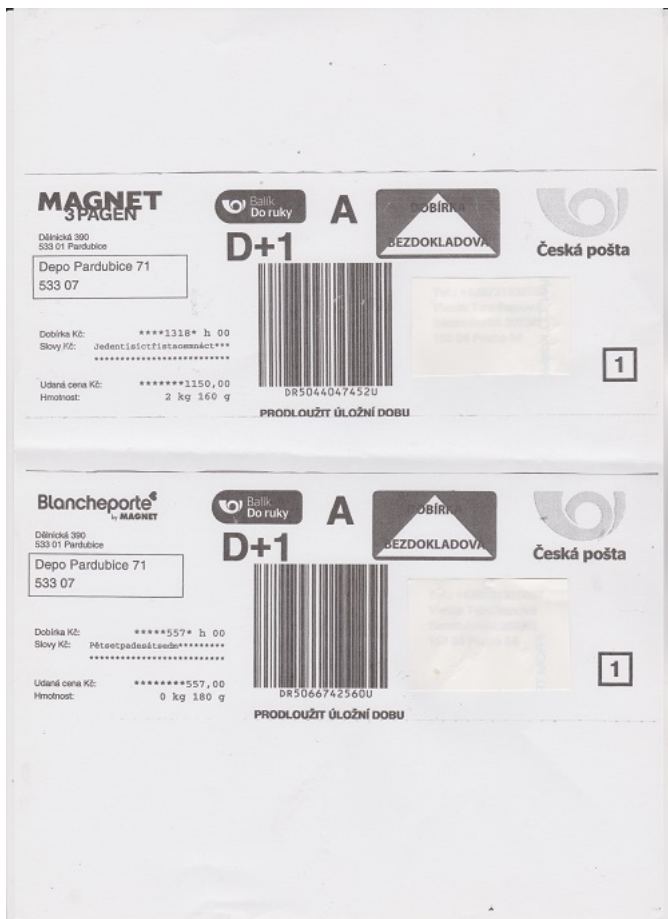 MAGNET
3 PAGEN
Dělnická 390
533 01 Pardubice
Depo Pardubice 71
533 07
Balík
Do ruky
A
D+1
DOBÍRKA
BEZDOKLADOVÁ
Česká pošta
Dobírka Kč: ****1318* h 00
Slovy Kč: Jedentisíctřistaosmnáct***
**************************
Udaná cena Kč: *******1150,00
Hmotnost: 2 kg 160 g
DR5044047452U
PRODLOUŽIT ÚLOŽNÍ DOBU
1
Blancheporte
by MAGNET
Dělnická 390
533 01 Pardubice
Depo Pardubice 71
533 07
Balík
Do ruky
A
D+1
DOBÍRKA
BEZDOKLADOVÁ
Česká pošta
Dobírka Kč: *****557* h 00
Slovy Kč: Pětsetpadesátsedm*********
**************************
Udaná cena Kč: ********557,00
Hmotnost: 0 kg 180 g
DR5066742560U
PRODLOUŽIT ÚLOŽNÍ DOBU
1